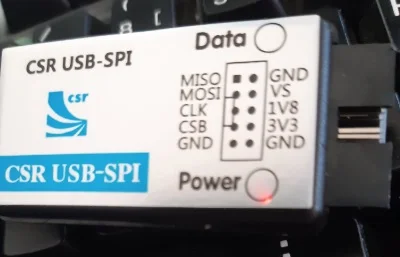 Data
CSR USB-SPI
MISO GND
MOSI VS
CLK 1V8
CSB 3V3
GND GND
csr
CSR USB-SPI
Power